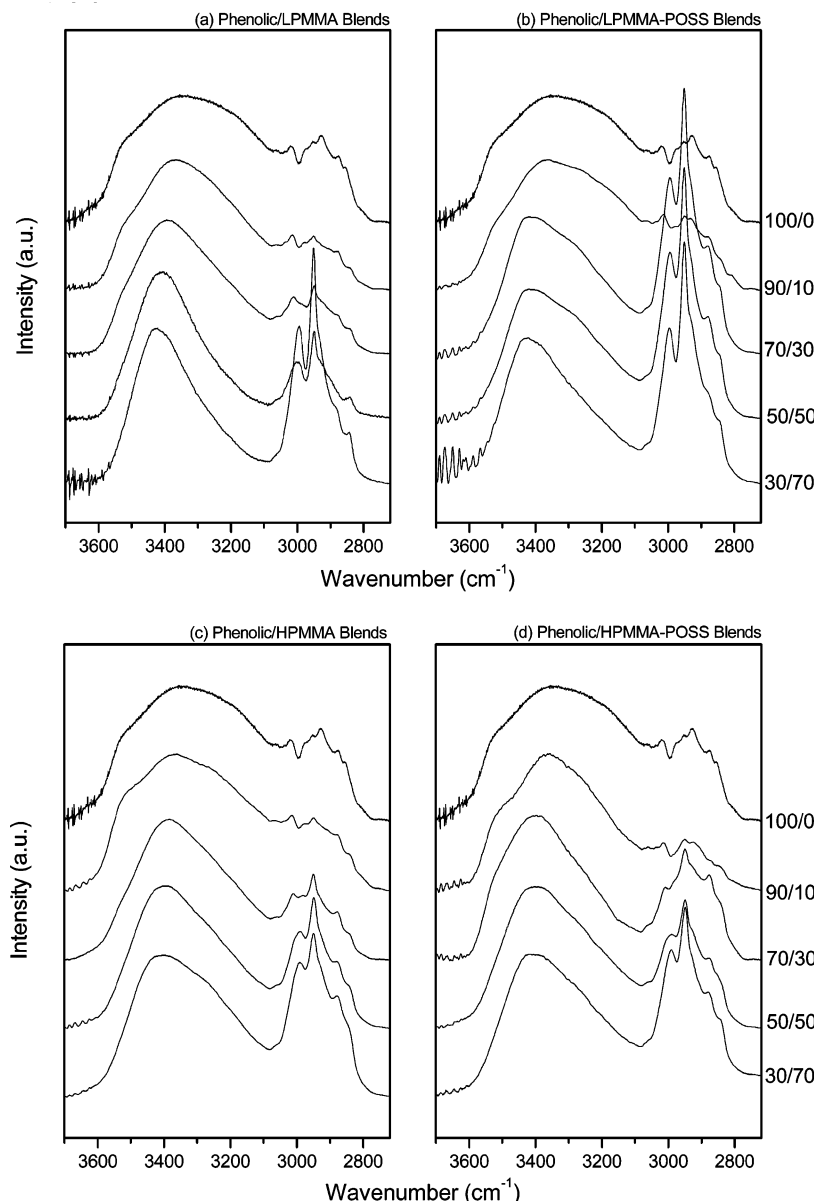 (a) Phenolic/LPMMA Blends
(b) Phenolic/LPMMA-POSS Blends
Intensity (a.u.)
100/0
90/10
70/30
50/50
30/70
3600 3400 3200 3000 2800
3600 3400 3200 3000 2800
Wavenumber (cm-1)
(c) Phenolic/HPMMA Blends
(d) Phenolic/HPMMA-POSS Blends
Intensity (a.u.)
100/0
90/10
70/30
50/50
30/70
3600 3400 3200 3000 2800
3600 3400 3200 3000 2800
Wavenumber (cm-1)